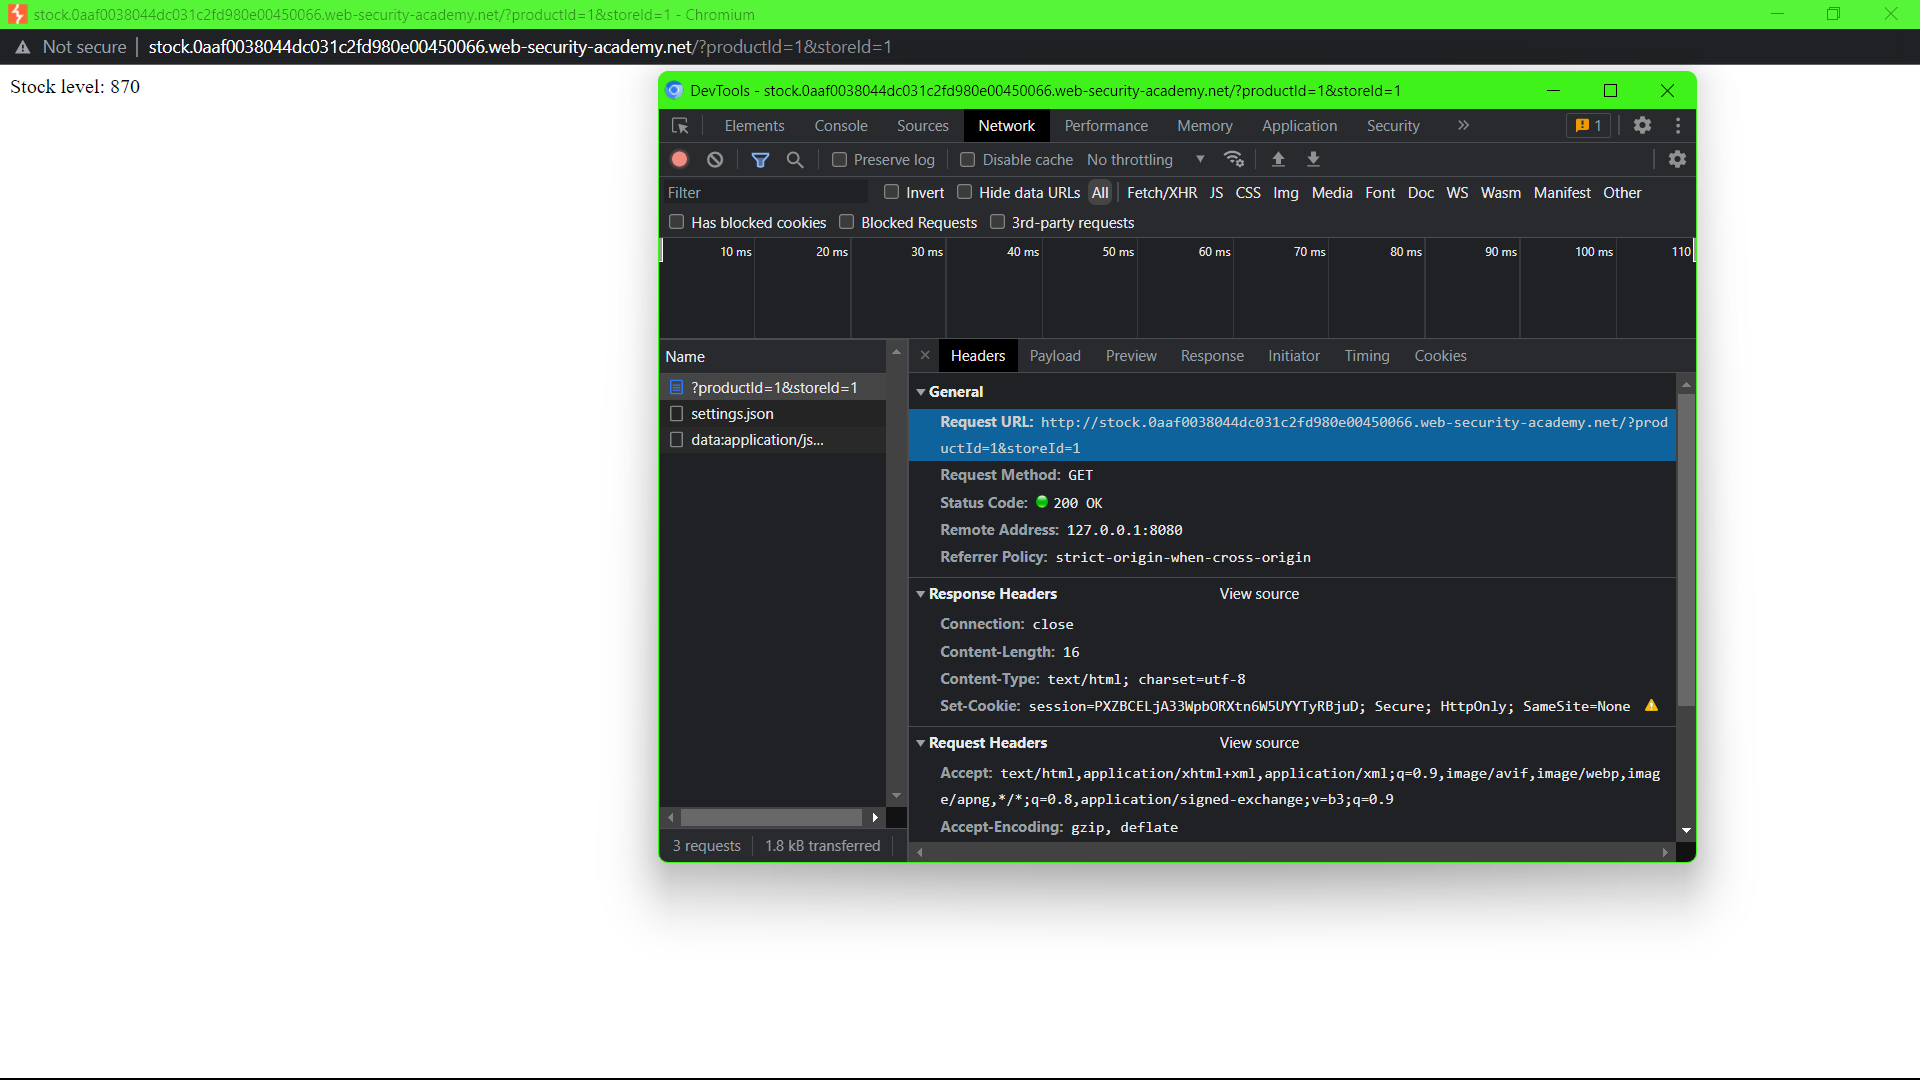 stock.0aaf0038044dc031c2fd980e00450066.web-security-academy.net/?productId=1&storeId=1 - Chromium
Not secure | stock.0aaf0038044dc031c2fd980e00450066.web-security-academy.net/?productId=1&storeId=1
Stock level: 870
DevTools - stock.0aaf0038044dc031c2fd980e00450066.web-security-academy.net/?productId=1&storeId=1
Elements Console Sources Network Performance Memory Application Security » 1
Preserve log Disable cache No throttling
Filter Invert Hide data URLs All Fetch/XHR JS CSS Img Media Font Doc WS Wasm Manifest Other
Has blocked cookies Blocked Requests 3rd-party requests
10 ms 20 ms 30 ms 40 ms 50 ms 60 ms 70 ms 80 ms 90 ms 100 ms 110
Name
?productId=1&storeId=1
settings.json
data:application/js...
3 requests 1.8 kB transferred
× Headers Payload Preview Response Initiator Timing Cookies
General
Request URL: http://stock.0aaf0038044dc031c2fd980e00450066.web-security-academy.net/?prod
uctId=1&storeId=1
Request Method: GET
Status Code: 200 OK
Remote Address: 127.0.0.1:8080
Referrer Policy: strict-origin-when-cross-origin
Response Headers View source
Connection: close
Content-Length: 16
Content-Type: text/html; charset=utf-8
Set-Cookie: session=PXZBCELjA33WpbORXtn6W5UYYTyRBjuD; Secure; HttpOnly; SameSite=None
Request Headers View source
Accept: text/html,application/xhtml+xml,application/xml;q=0.9,image/avif,image/webp,imag
e/apng,*/*;q=0.8,application/signed-exchange;v=b3;q=0.9
Accept-Encoding: gzip, deflate